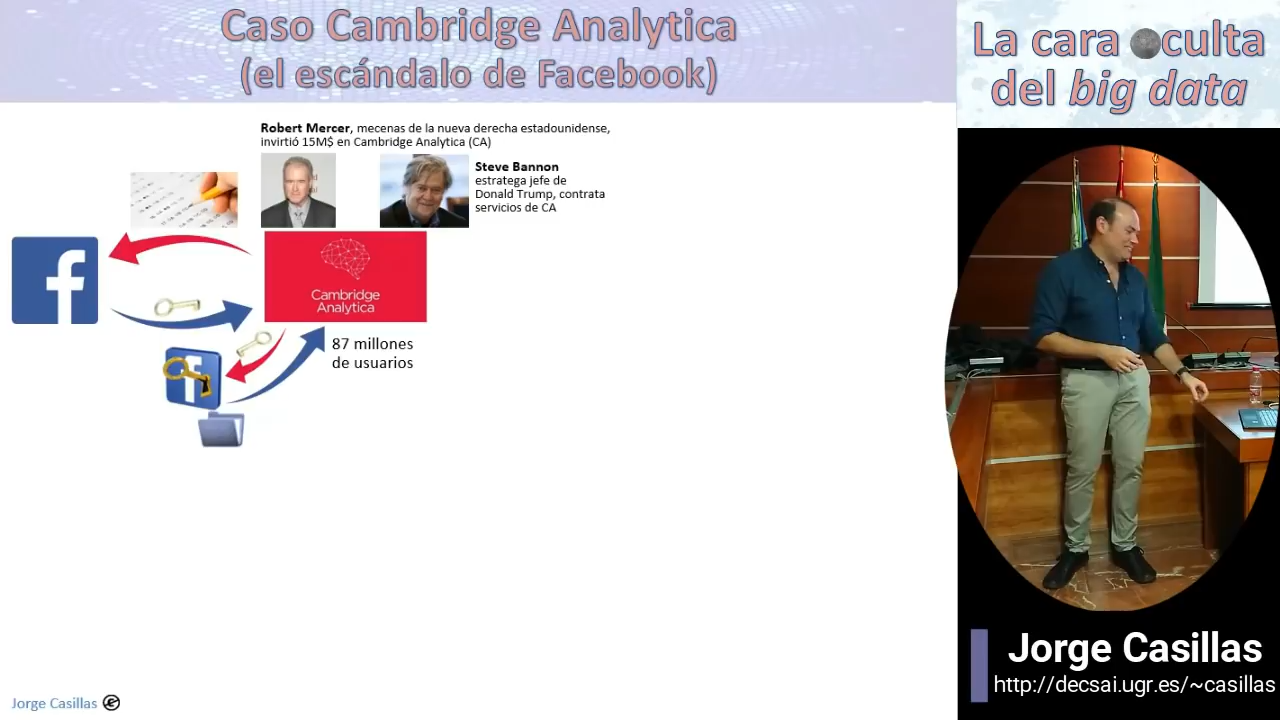 Caso Cambridge Analytica
(el escándalo de Facebook)
La cara oculta
del big data
Robert Mercer, mecenas de la nueva derecha estadounidense,
invirtió 15M$ en Cambridge Analytica (CA)
Steve Bannon
estratega jefe de
Donald Trump, contrata
servicios de CA
Cambridge
Analytica
87 millones
de usuarios
Jorge Casillas
Jorge Casillas
http://decsai.ugr.es/~casillas